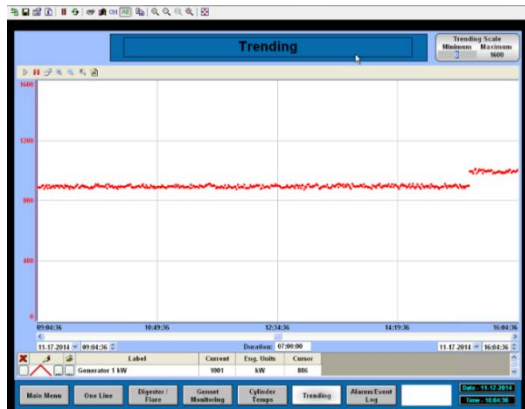 Trending
Trending Scale
Minimum Maximum
0 1600
1600
1200
800
400
0
09:04:36 10:49:36 12:34:36 14:19:36 16:04:36
11-17-2014 09:04:36 Duration: 07:00:00 11-17-2014 16:04:36
Label Current Eng. Units Cursor
Generator 1 kW 1001 kW 886
Main Menu One Line Digester / Flare Genset Monitoring Cylinder Temps Trending Alarm/Event Log
Date - 11-17-2014
Time - 16:04:36